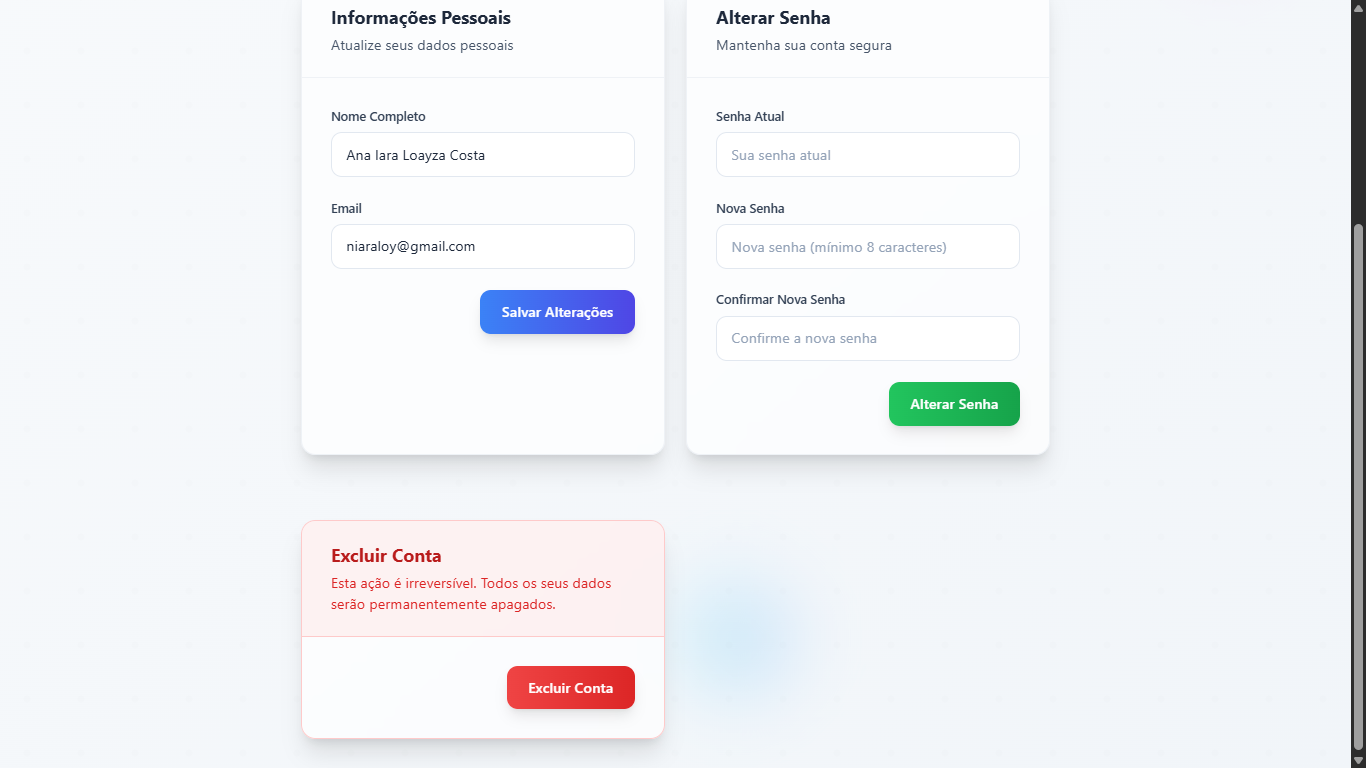 Informações Pessoais
Atualize seus dados pessoais
Nome Completo
Ana Iara Loayza Costa
Email
niaraloy@gmail.com
Salvar Alterações
Alterar Senha
Mantenha sua conta segura
Senha Atual
Sua senha atual
Nova Senha
Nova senha (mínimo 8 caracteres)
Confirmar Nova Senha
Confirme a nova senha
Alterar Senha
Excluir Conta
Esta ação é irreversível. Todos os seus dados
serão permanentemente apagados.
Excluir Conta